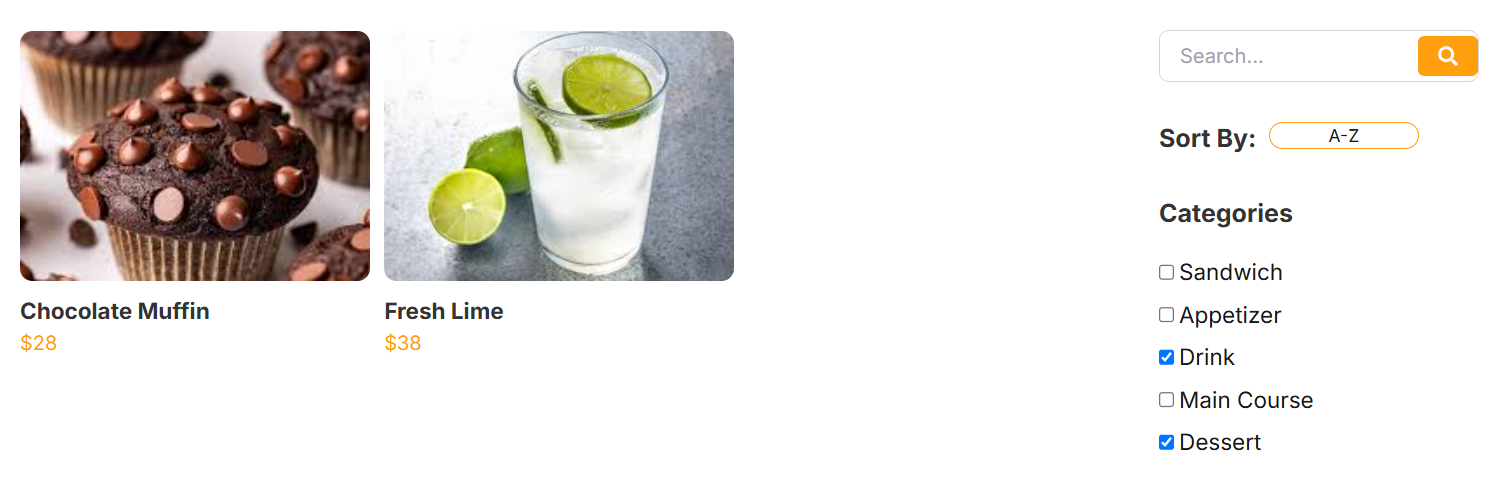 Chocolate Muffin
$28
Fresh Lime
$38
Search...
Sort By: A-Z
Categories
Sandwich
Appetizer
Drink
Main Course
Dessert